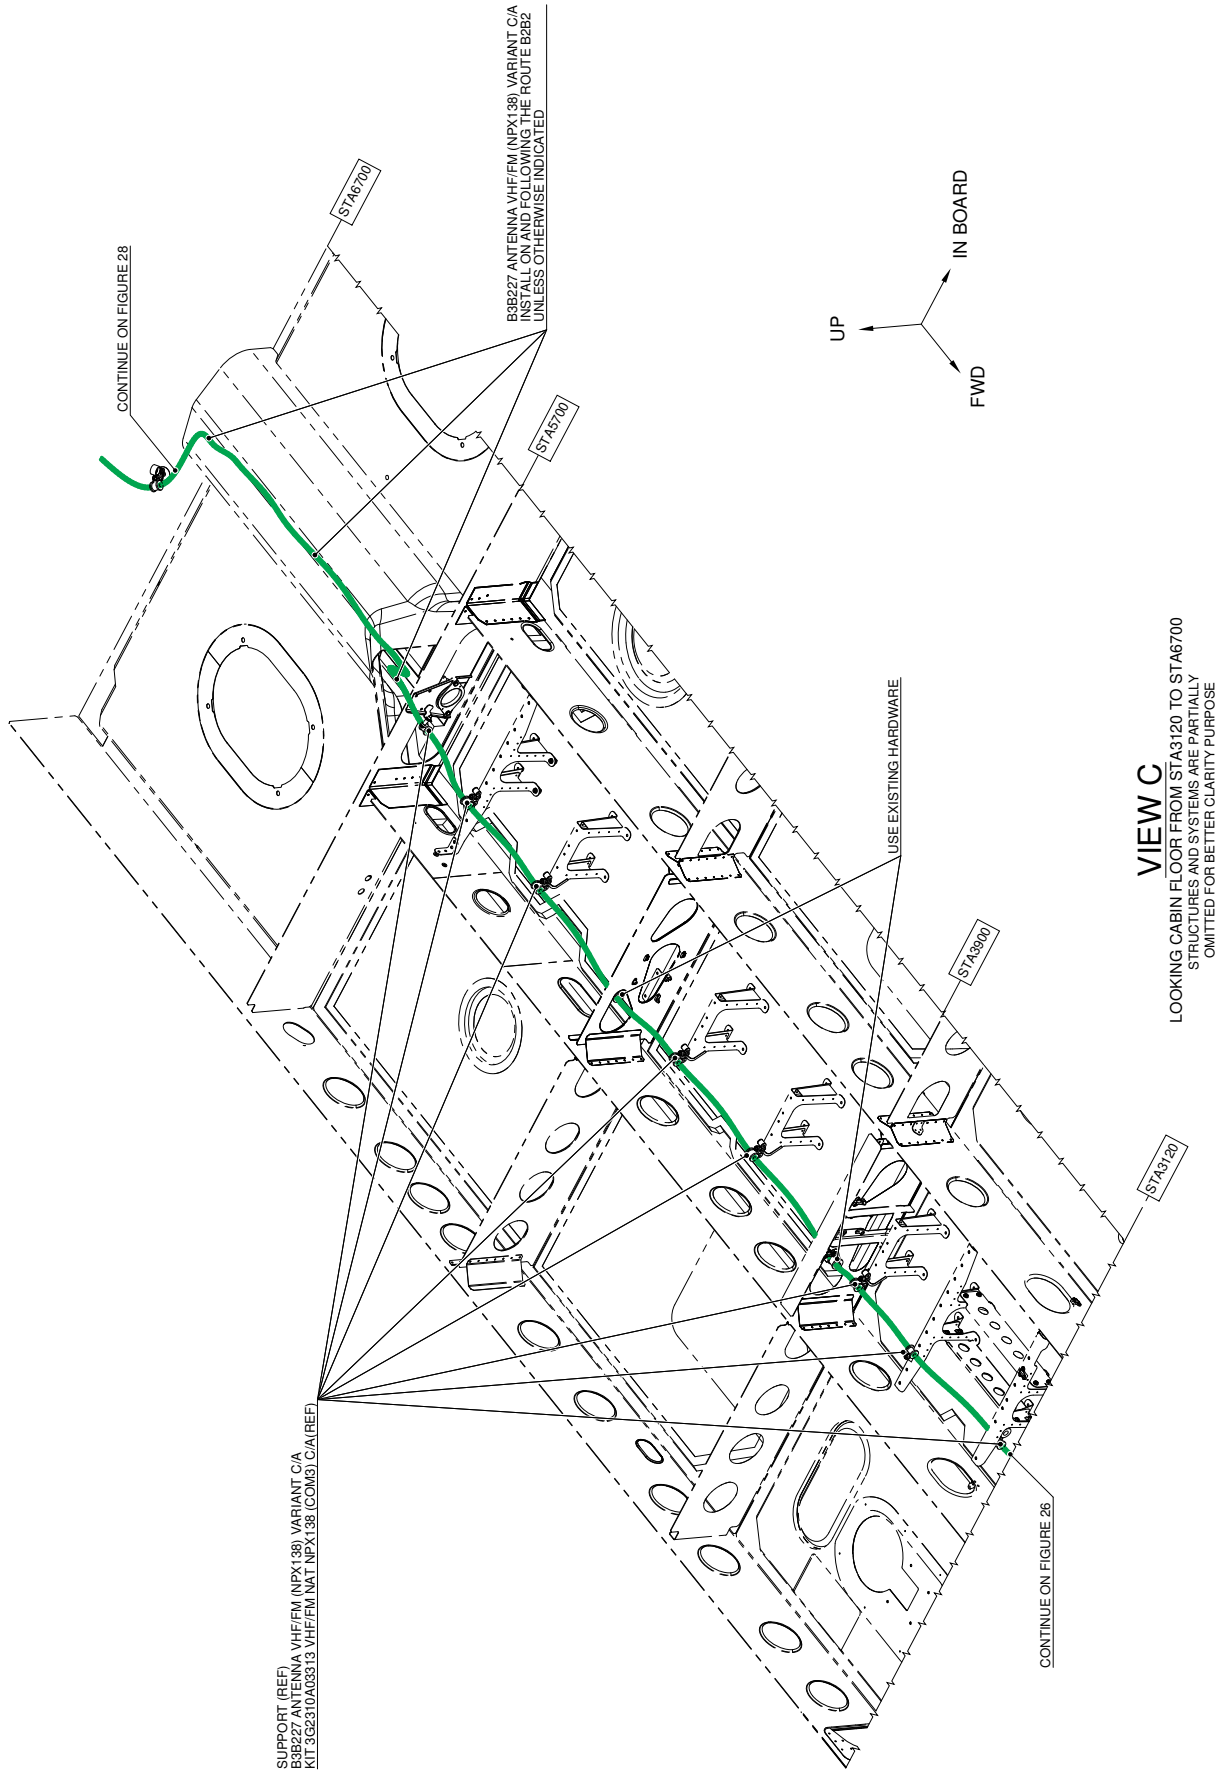 SUPPORT (REF)
B3B227 ANTENNA VHF/FM (NPX138) VARIANT C/A
KIT 3G2310A03313 VHF/FM NAT NPX138 (COM3) C/A(REF)
CONTINUE ON FIGURE 28
STA6700
B3B227 ANTENNA VHF/FM (NPX138) VARIANT C/A
INSTALL ON AND FOLLOWING THE ROUTE B2B2
UNLESS OTHERWISE INDICATED
STA5700
USE EXISTING HARDWARE
STA3900
STA3120
CONTINUE ON FIGURE 26
UP
IN BOARD
FWD
VIEW C
LOOKING CABIN FLOOR FROM STA3120 TO STA6700
STRUCTURES AND SYSTEMS ARE PARTIALLY
OMITTED FOR BETTER CLARITY PURPOSE